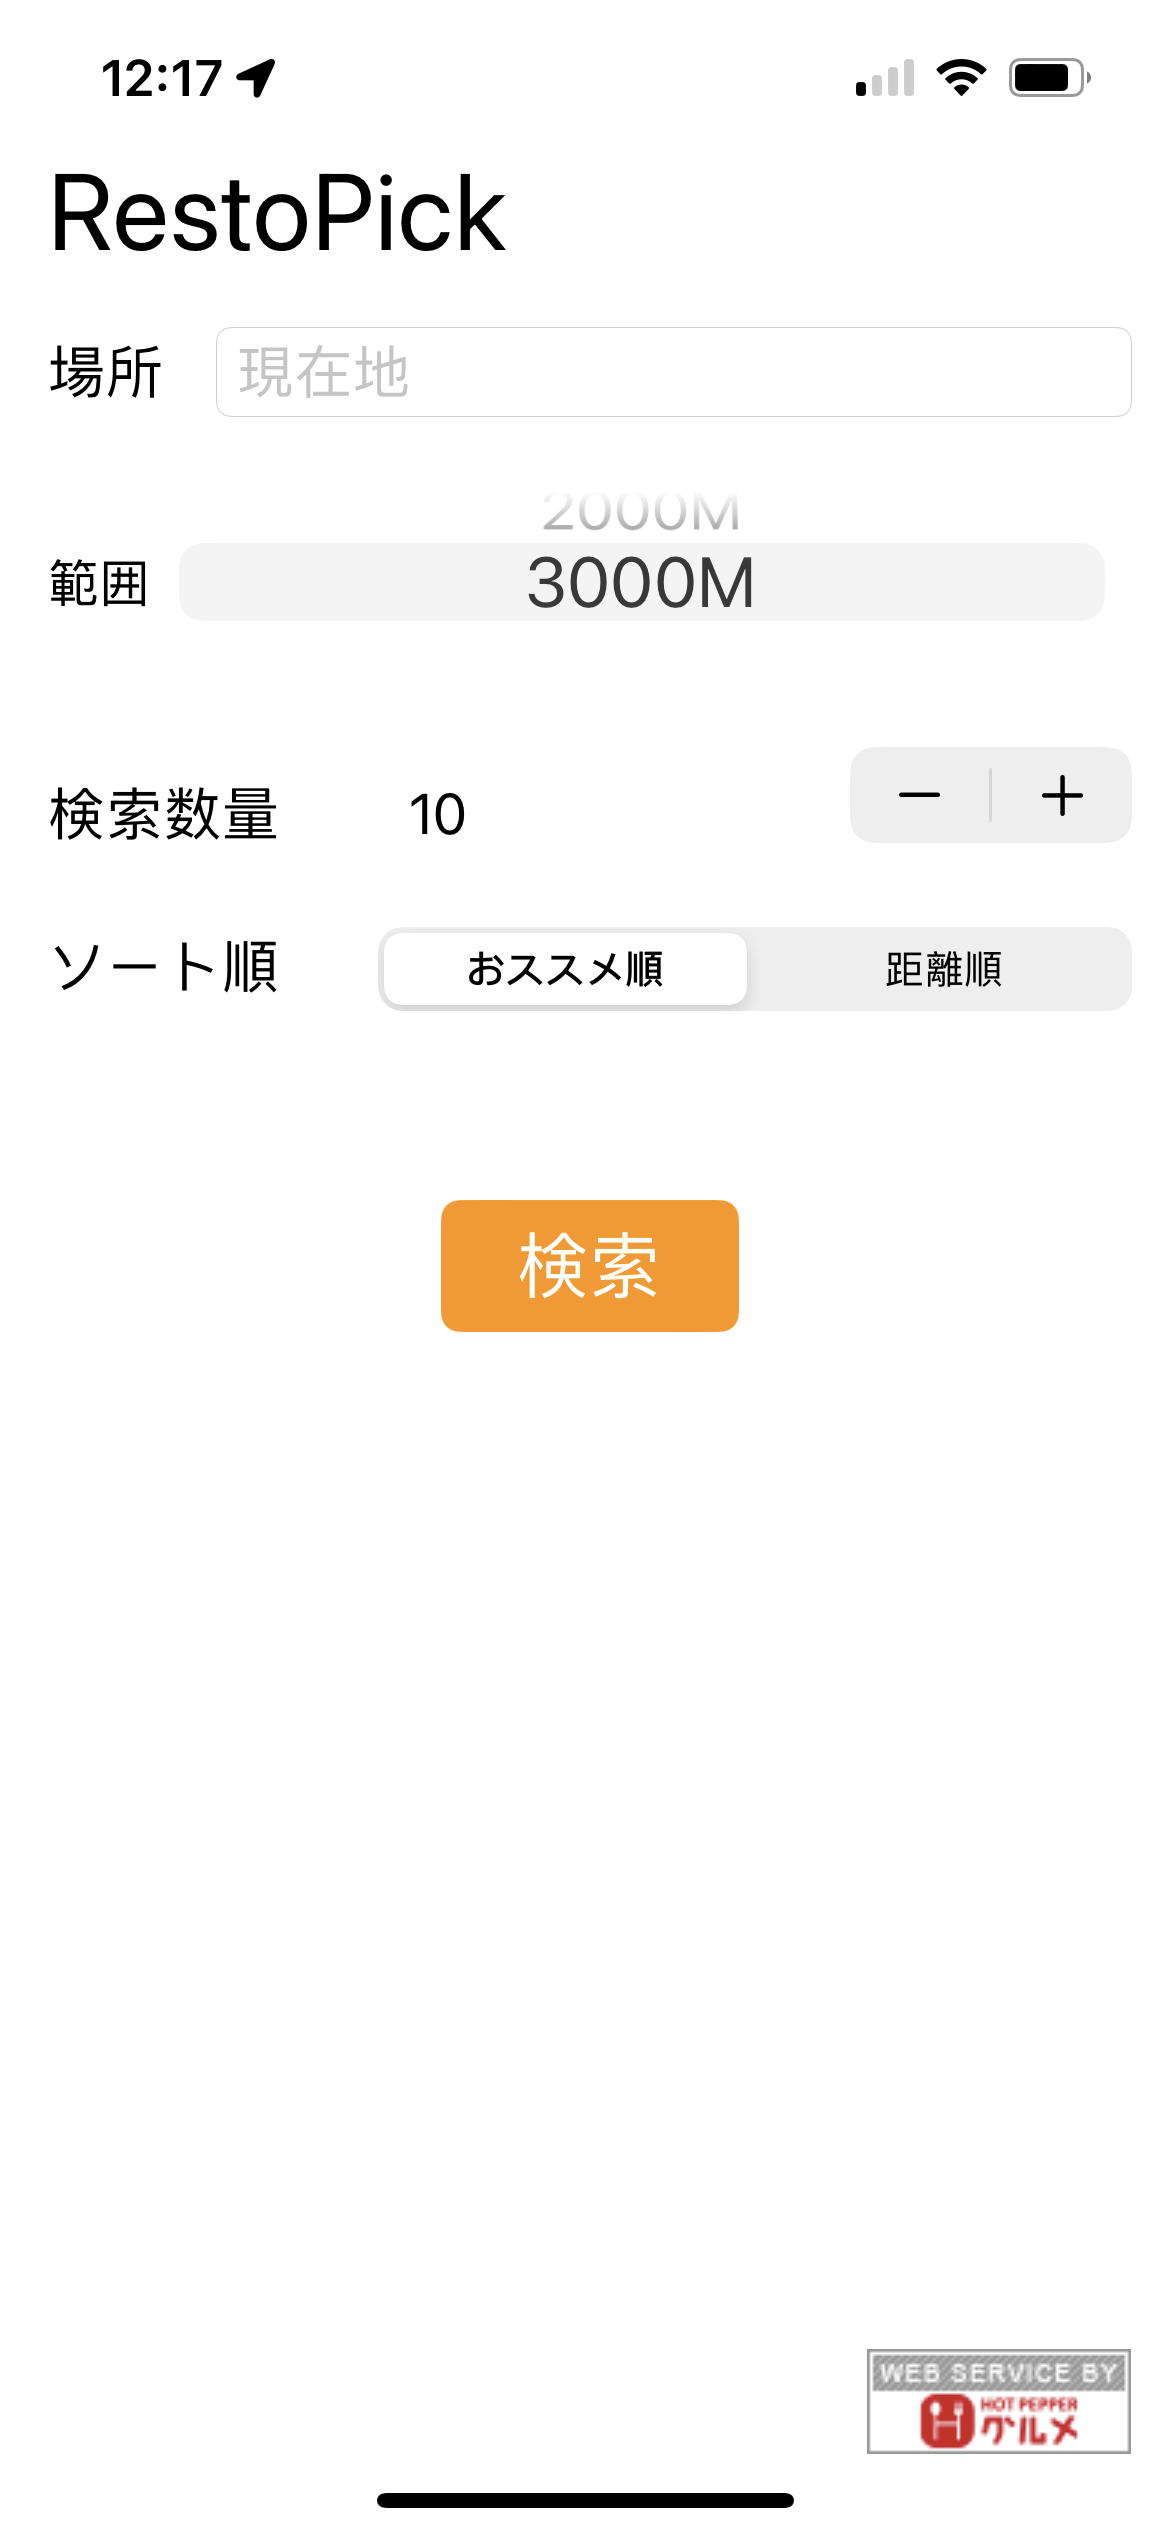 12:17
RestoPick
場所 現在地
2000M
範囲 3000M
検索数量 10 − +
ソート順 おススメ順 距離順
検索
WEB SERVICE BY
HOT PEPPER
グルメ